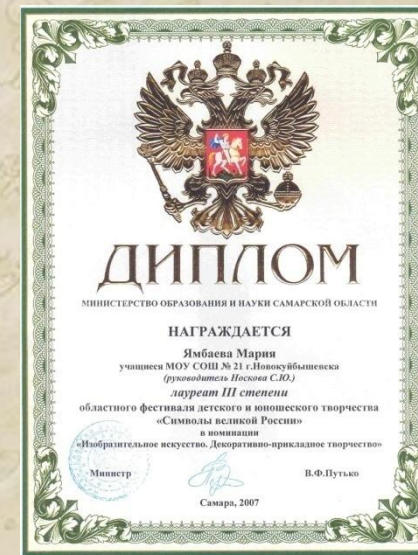 ДИПЛОМ
МИНИСТЕРСТВО ОБРАЗОВАНИЯ И НАУКИ САМАРСКОЙ ОБЛАСТИ
НАГРАЖДАЕТСЯ
Ямбаева Мария
учащиеся МОУ СОШ № 21 г.Новокуйбышевска
(руководитель Носкова С.Ю.)
лауреат III степени
областного фестиваля детского и юношеского творчества
«Символы великой России»
в номинации
«Изобразительное искусство. Декоративно-прикладное творчество»
Министр В.Ф.Путько
Самара, 2007